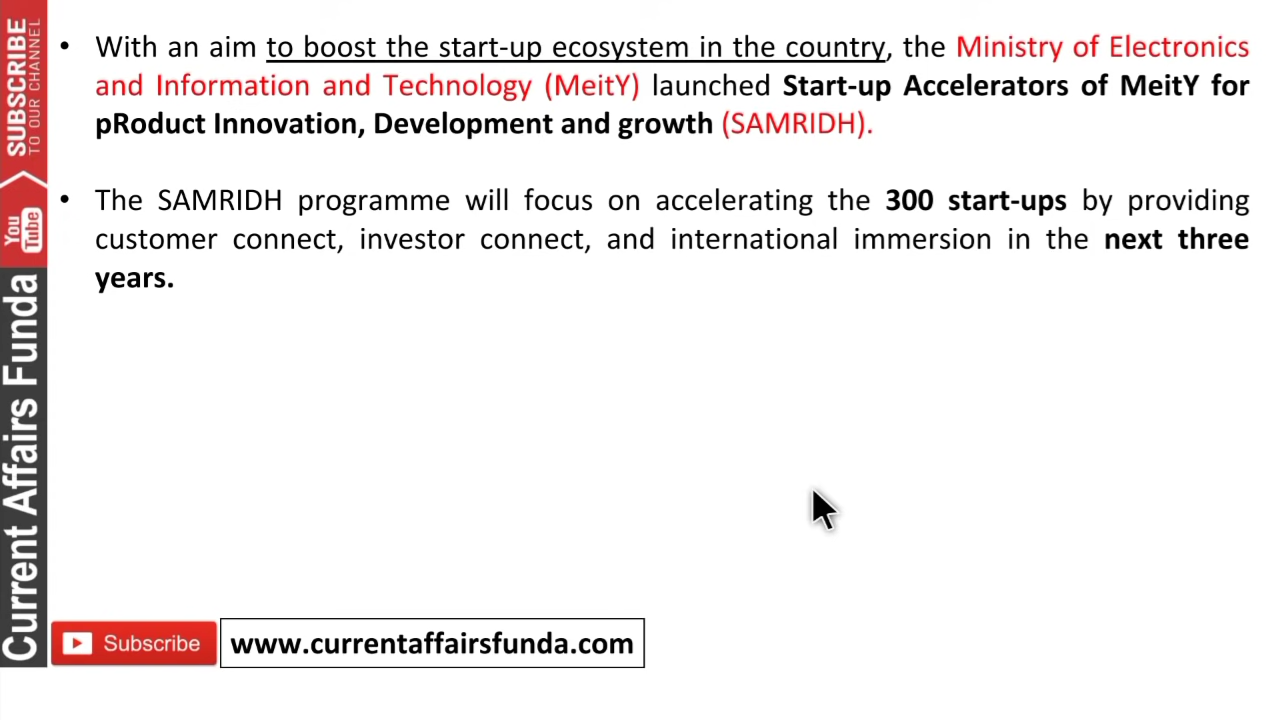 • With an aim to boost the start-up ecosystem in the country, the Ministry of Electronics
and Information and Technology (MeitY) launched Start-up Accelerators of MeitY for
pRoduct Innovation, Development and growth (SAMRIDH).
• The SAMRIDH programme will focus on accelerating the 300 start-ups by providing
customer connect, investor connect, and international immersion in the next three
years.
SUBSCRIBE
TO OUR CHANNEL
You
Tube
Current Affairs Funda
Subscribe
www.currentaffairsfunda.com